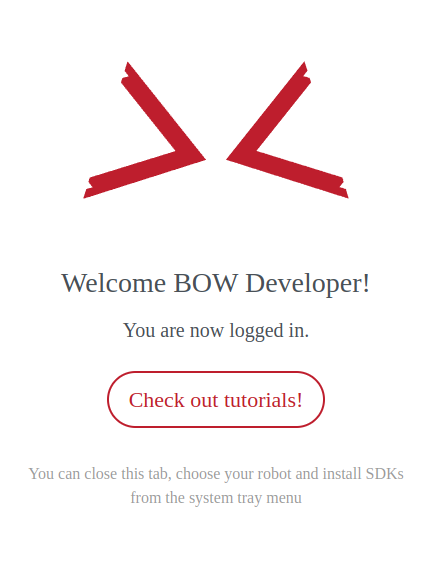 Welcome BOW Developer!
You are now logged in.
Check out tutorials!
You can close this tab, choose your robot and install SDKs
from the system tray menu